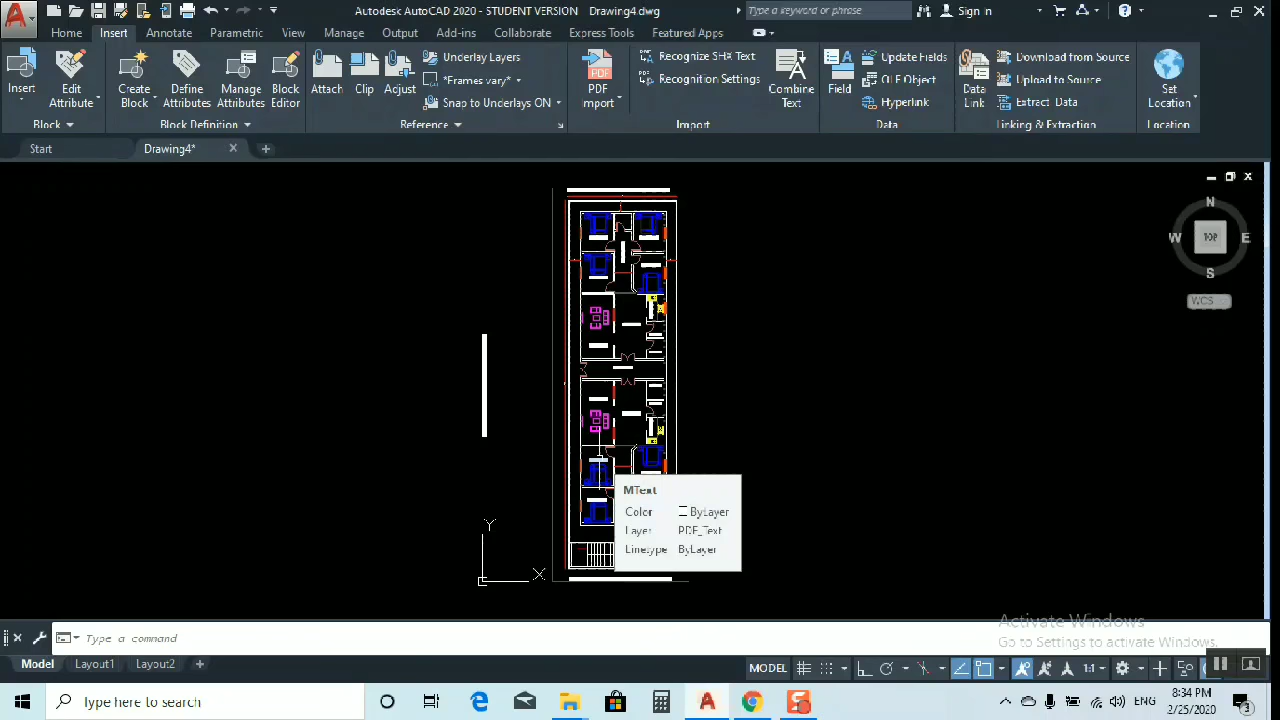 Autodesk AutoCAD 2020 - STUDENT VERSION Drawing4.dwg
Type a keyword or phrase
Sign In
Home Insert Annotate Parametric View Manage Output Add-ins Collaborate Express Tools Featured Apps
Insert
Edit
Attribute
Block
Create
Block
Define
Attributes
Manage
Attributes
Block
Editor
Block Definition
Attach
Clip
Adjust
Underlay Layers
*Frames vary*
Snap to Underlays ON
Reference
PDF
PDF
Import
Recognize SHX Text
Recognition Settings
Combine
Text
Import
Field
Update Fields
OLE Object
Hyperlink
Data
Data
Link
Download from Source
Upload to Source
Extract Data
Linking & Extraction
Set
Location
Location
Start
Drawing4*
N
W TOP E
S
WCS
MText
Color ByLayer
Layer PDF_Text
Linetype ByLayer
Y
X
Activate Windows
Go to Settings to activate Windows.
Type a command
Model Layout1 Layout2
MODEL
1:1
Type here to search
ENG
8:34 PM
2/25/2020
3